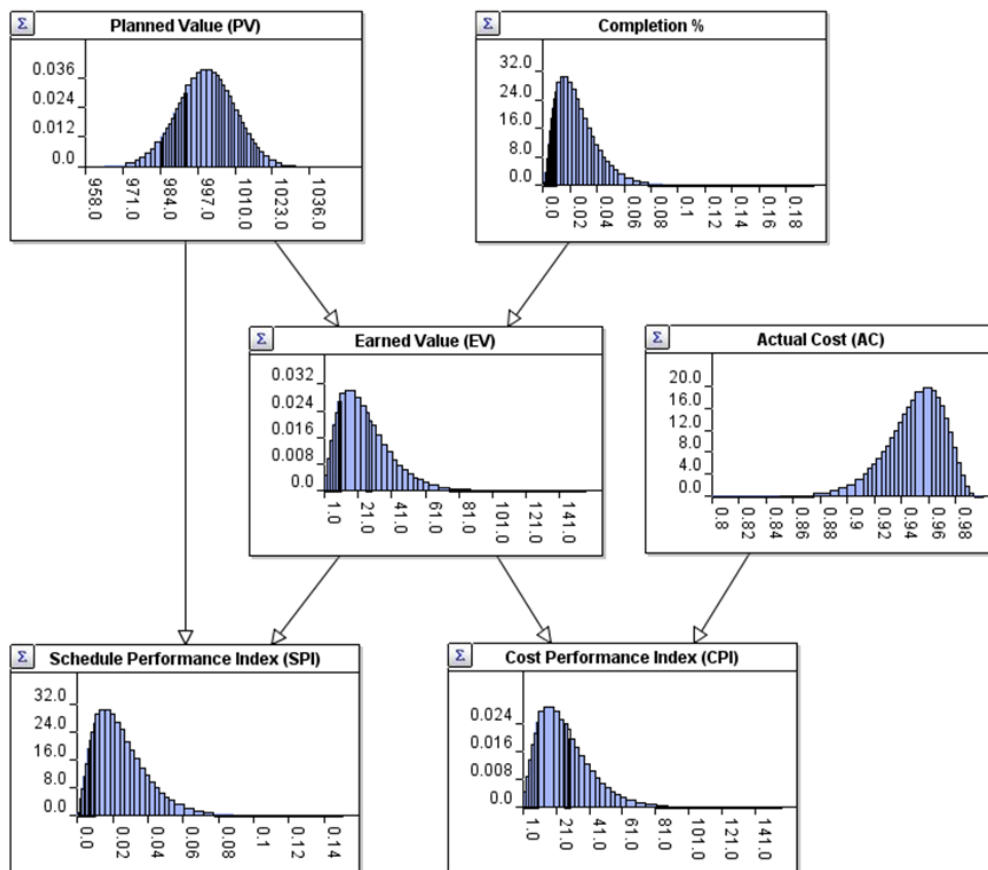 Σ Planned Value (PV)
0.036
0.024
0.012
0.0
958.0 971.0 984.0 997.0 1010.0 1023.0 1036.0
Σ Completion %
32.0
24.0
16.0
8.0
0.0
0.0 0.02 0.04 0.06 0.08 0.1 0.12 0.14 0.16 0.18
Σ Earned Value (EV)
0.032
0.024
0.016
0.008
0.0
1.0 21.0 41.0 61.0 81.0 101.0 121.0 141.0
Σ Actual Cost (AC)
20.0
16.0
12.0
8.0
4.0
0.0
0.8 0.82 0.84 0.86 0.88 0.9 0.92 0.94 0.96 0.98
Σ Schedule Performance Index (SPI)
32.0
24.0
16.0
8.0
0.0
0.0 0.02 0.04 0.06 0.08 0.1 0.12 0.14
Σ Cost Performance Index (CPI)
0.024
0.016
0.008
0.0
1.0 21.0 41.0 61.0 81.0 101.0 121.0 141.0